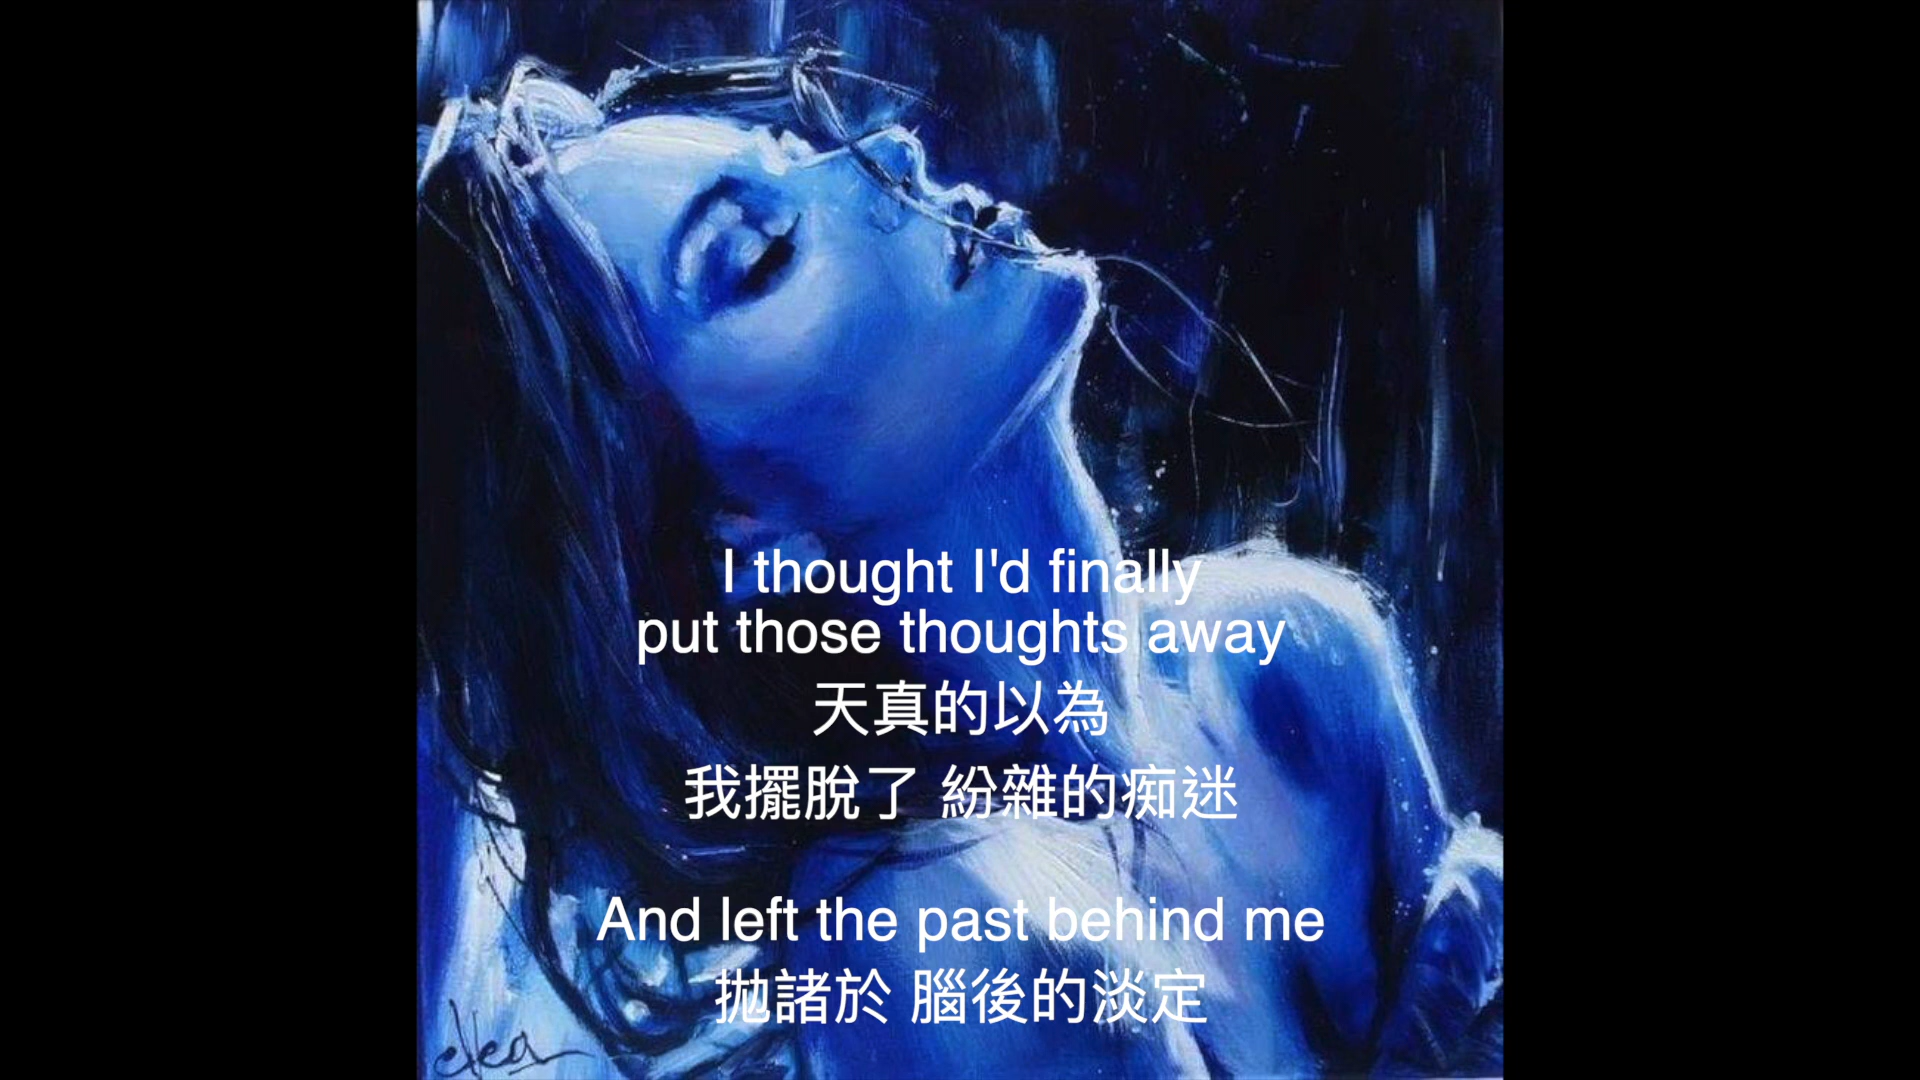 I thought I'd finally
put those thoughts away
天真的以為
我擺脫了 紛雜的痴迷
And left the past behind me
拋諸於 腦後的淡定